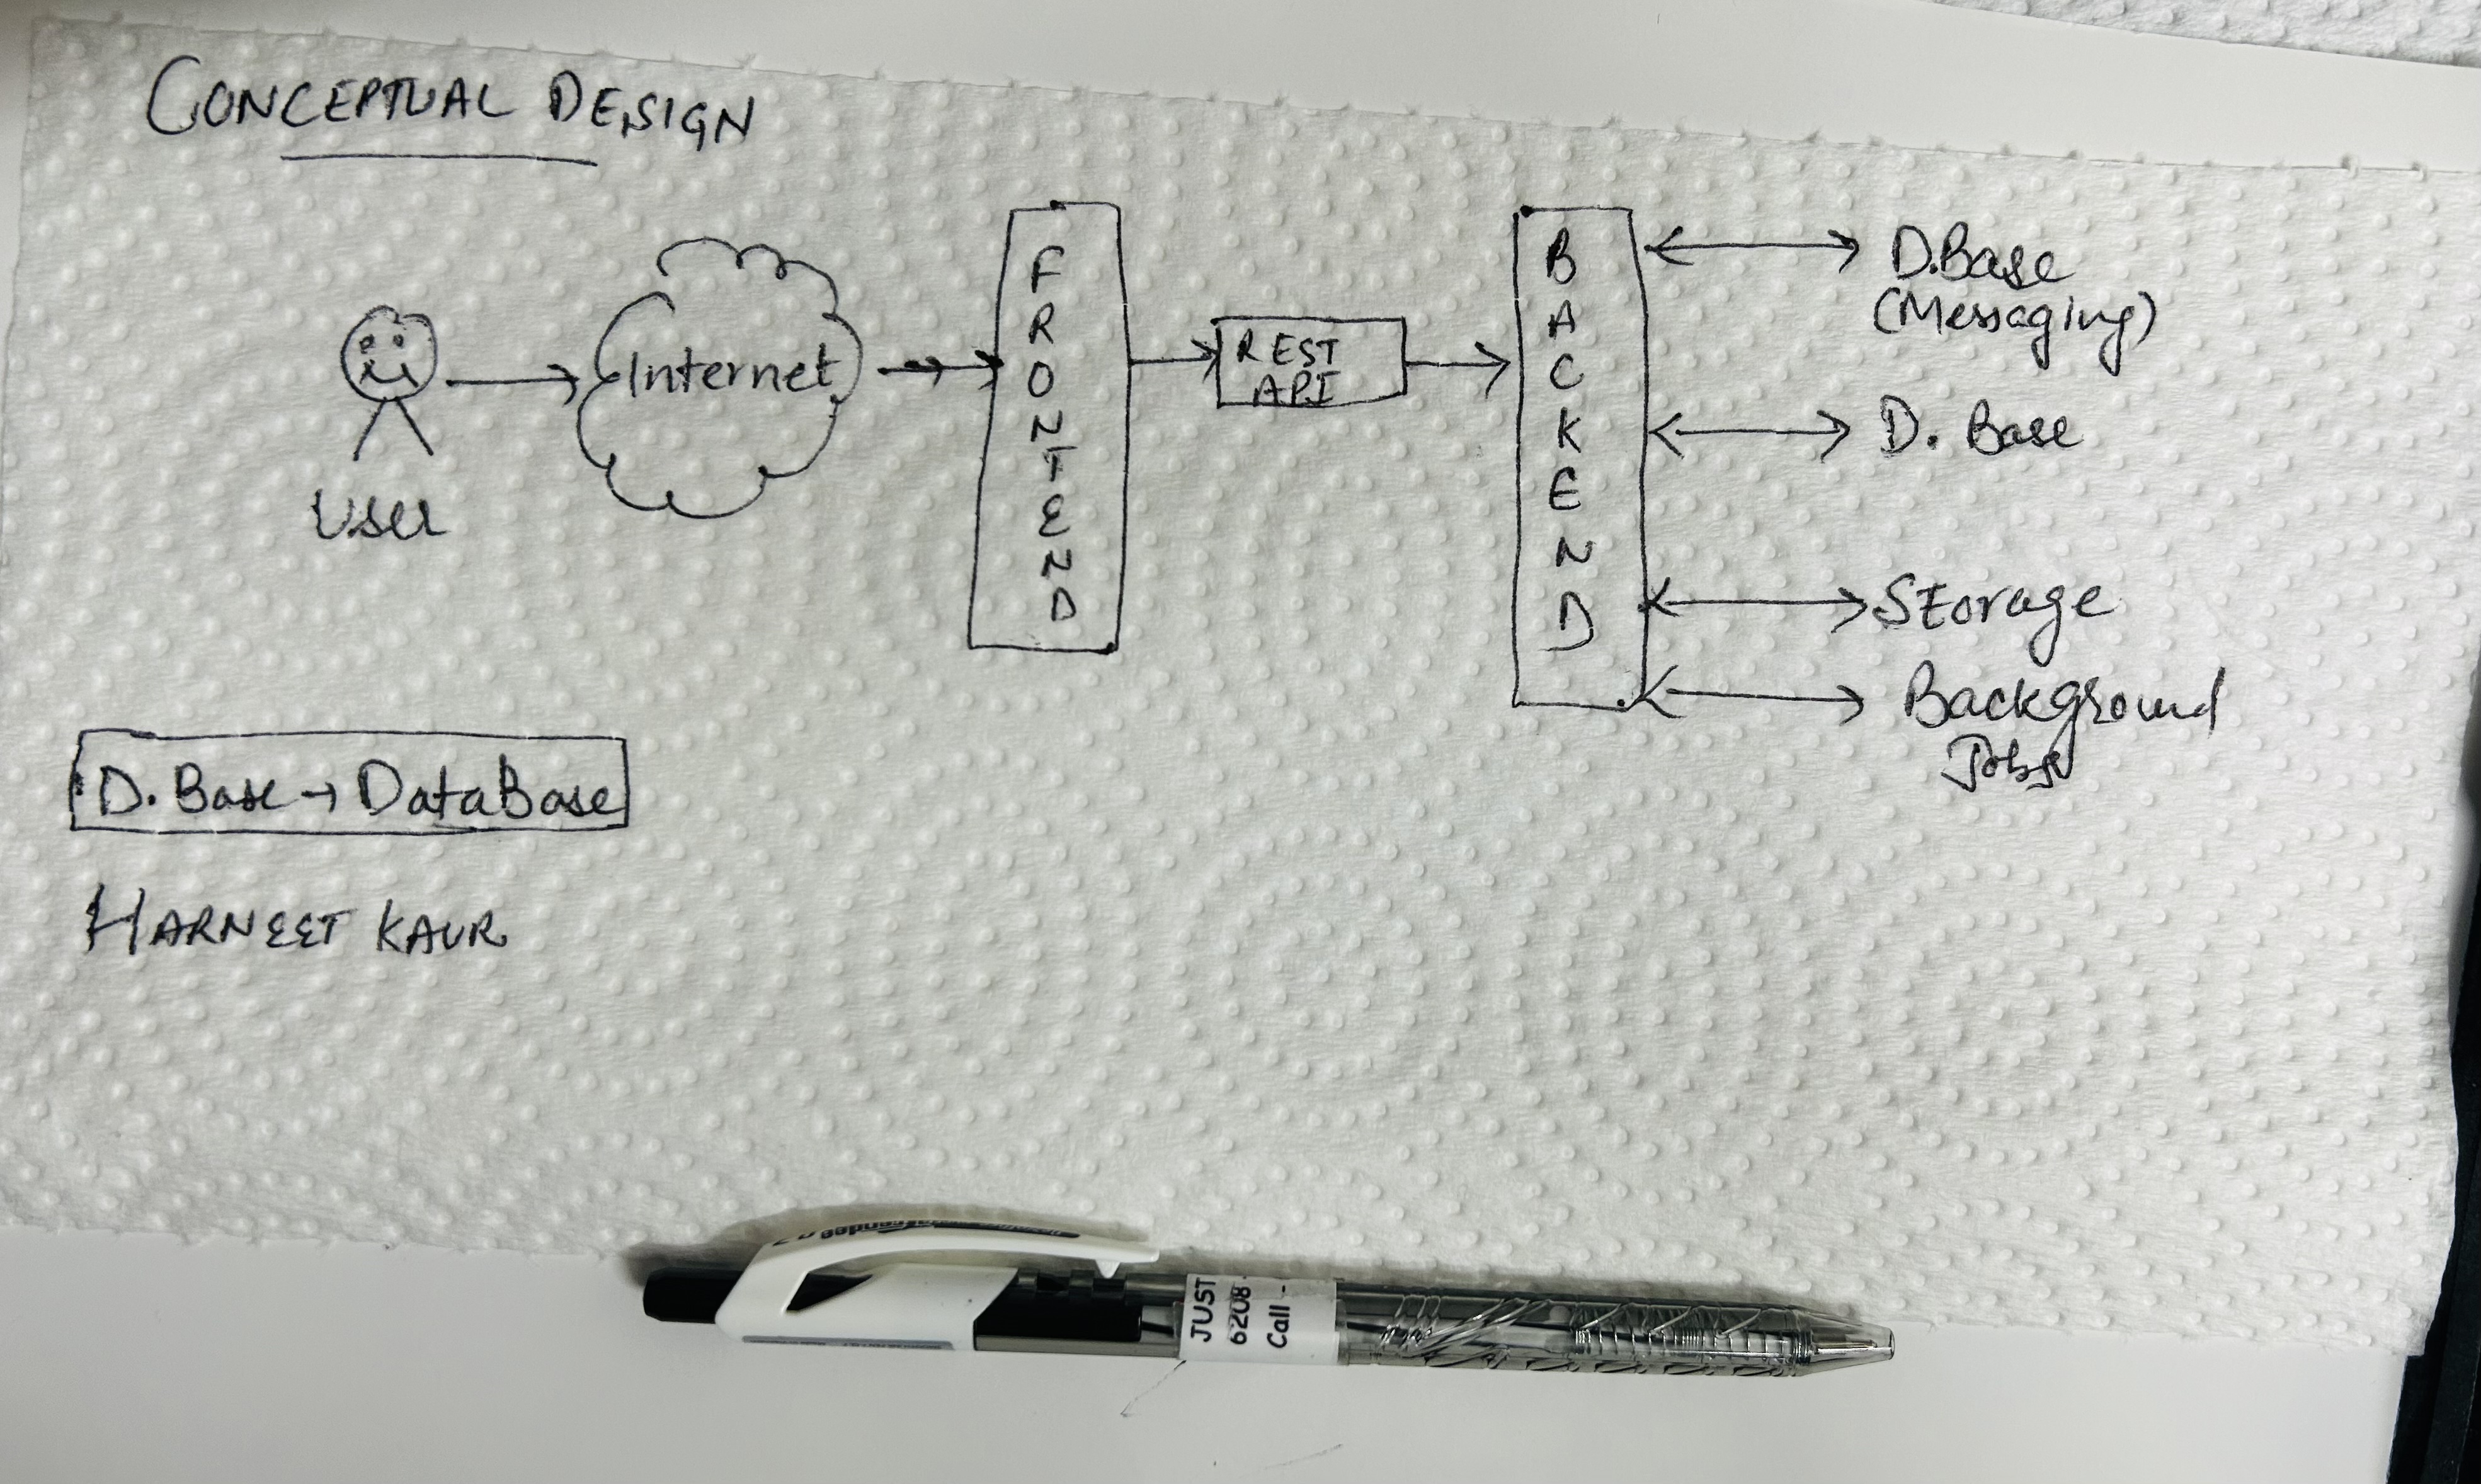 CONCEPTUAL DESIGN
USER
Internet
FRONTEND
REST
API
BACKEND
D.Base
(Messaging)
D. Base
Storage
Background
Jobs
D. Base → DataBase
HARNEET KAUR
JUST
6208
Call -